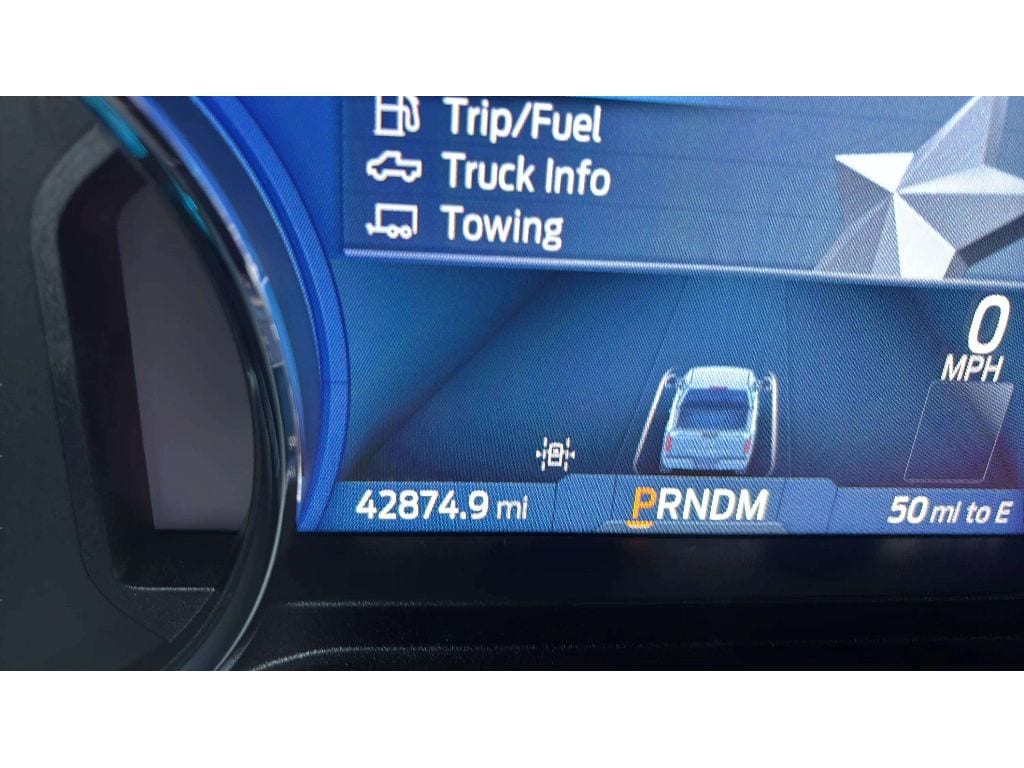 Trip/Fuel
Truck Info
Towing
0
MPH
42874.9 mi
PRNDM
50 mi to E